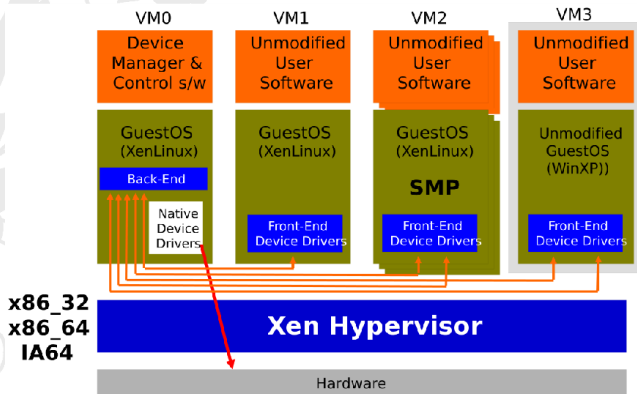 VM0
VM1
VM2
VM3
Device
Manager &
Control s/w
Unmodified
User
Software
Unmodified
User
Software
Unmodified
User
Software
GuestOS
(XenLinux)
Back-End
Native
Device
Drivers
GuestOS
(XenLinux)
Front-End
Device Drivers
GuestOS
(XenLinux)
SMP
Front-End
Device Drivers
Unmodified
GuestOS
(WinXP))
Front-End
Device Drivers
x86_32
x86_64
IA64
Xen Hypervisor
Hardware